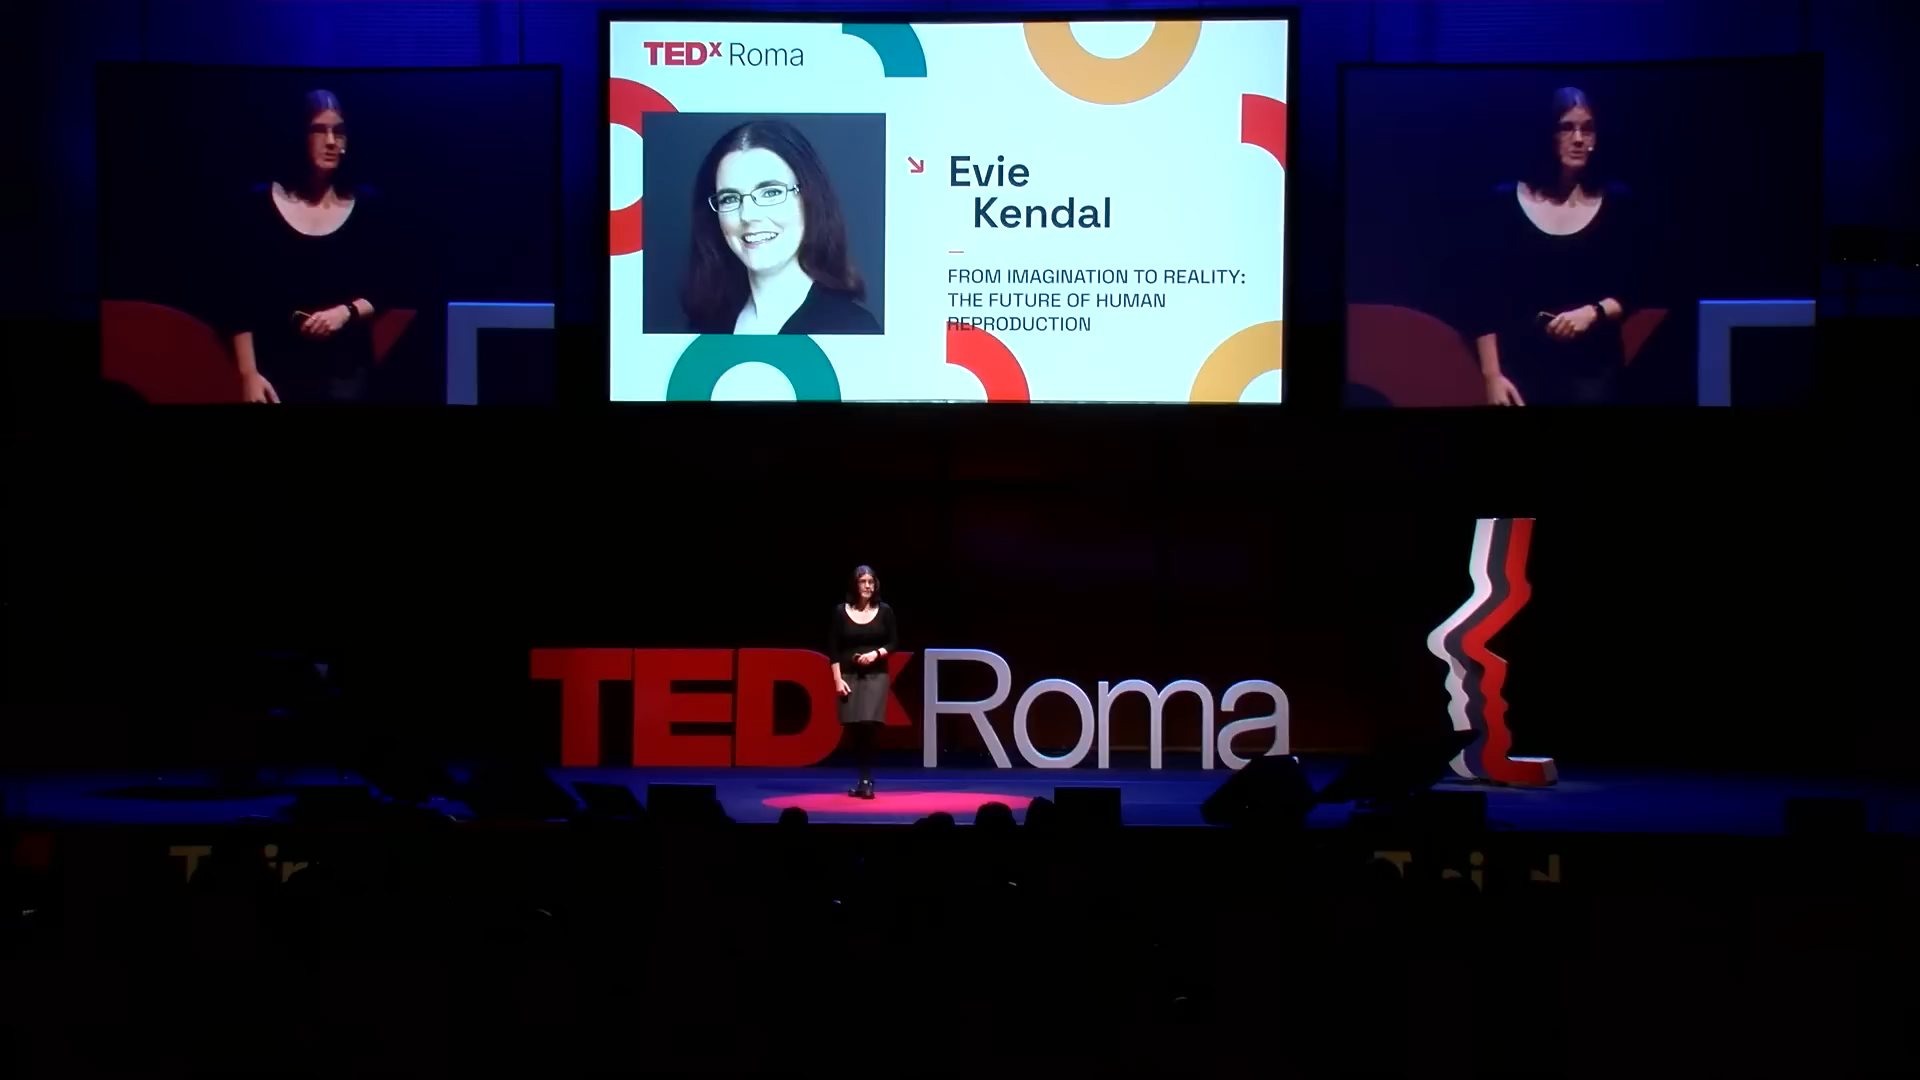 TEDx Roma
Evie
Kendal
FROM IMAGINATION TO REALITY:
THE FUTURE OF HUMAN
REPRODUCTION
TEDx Roma